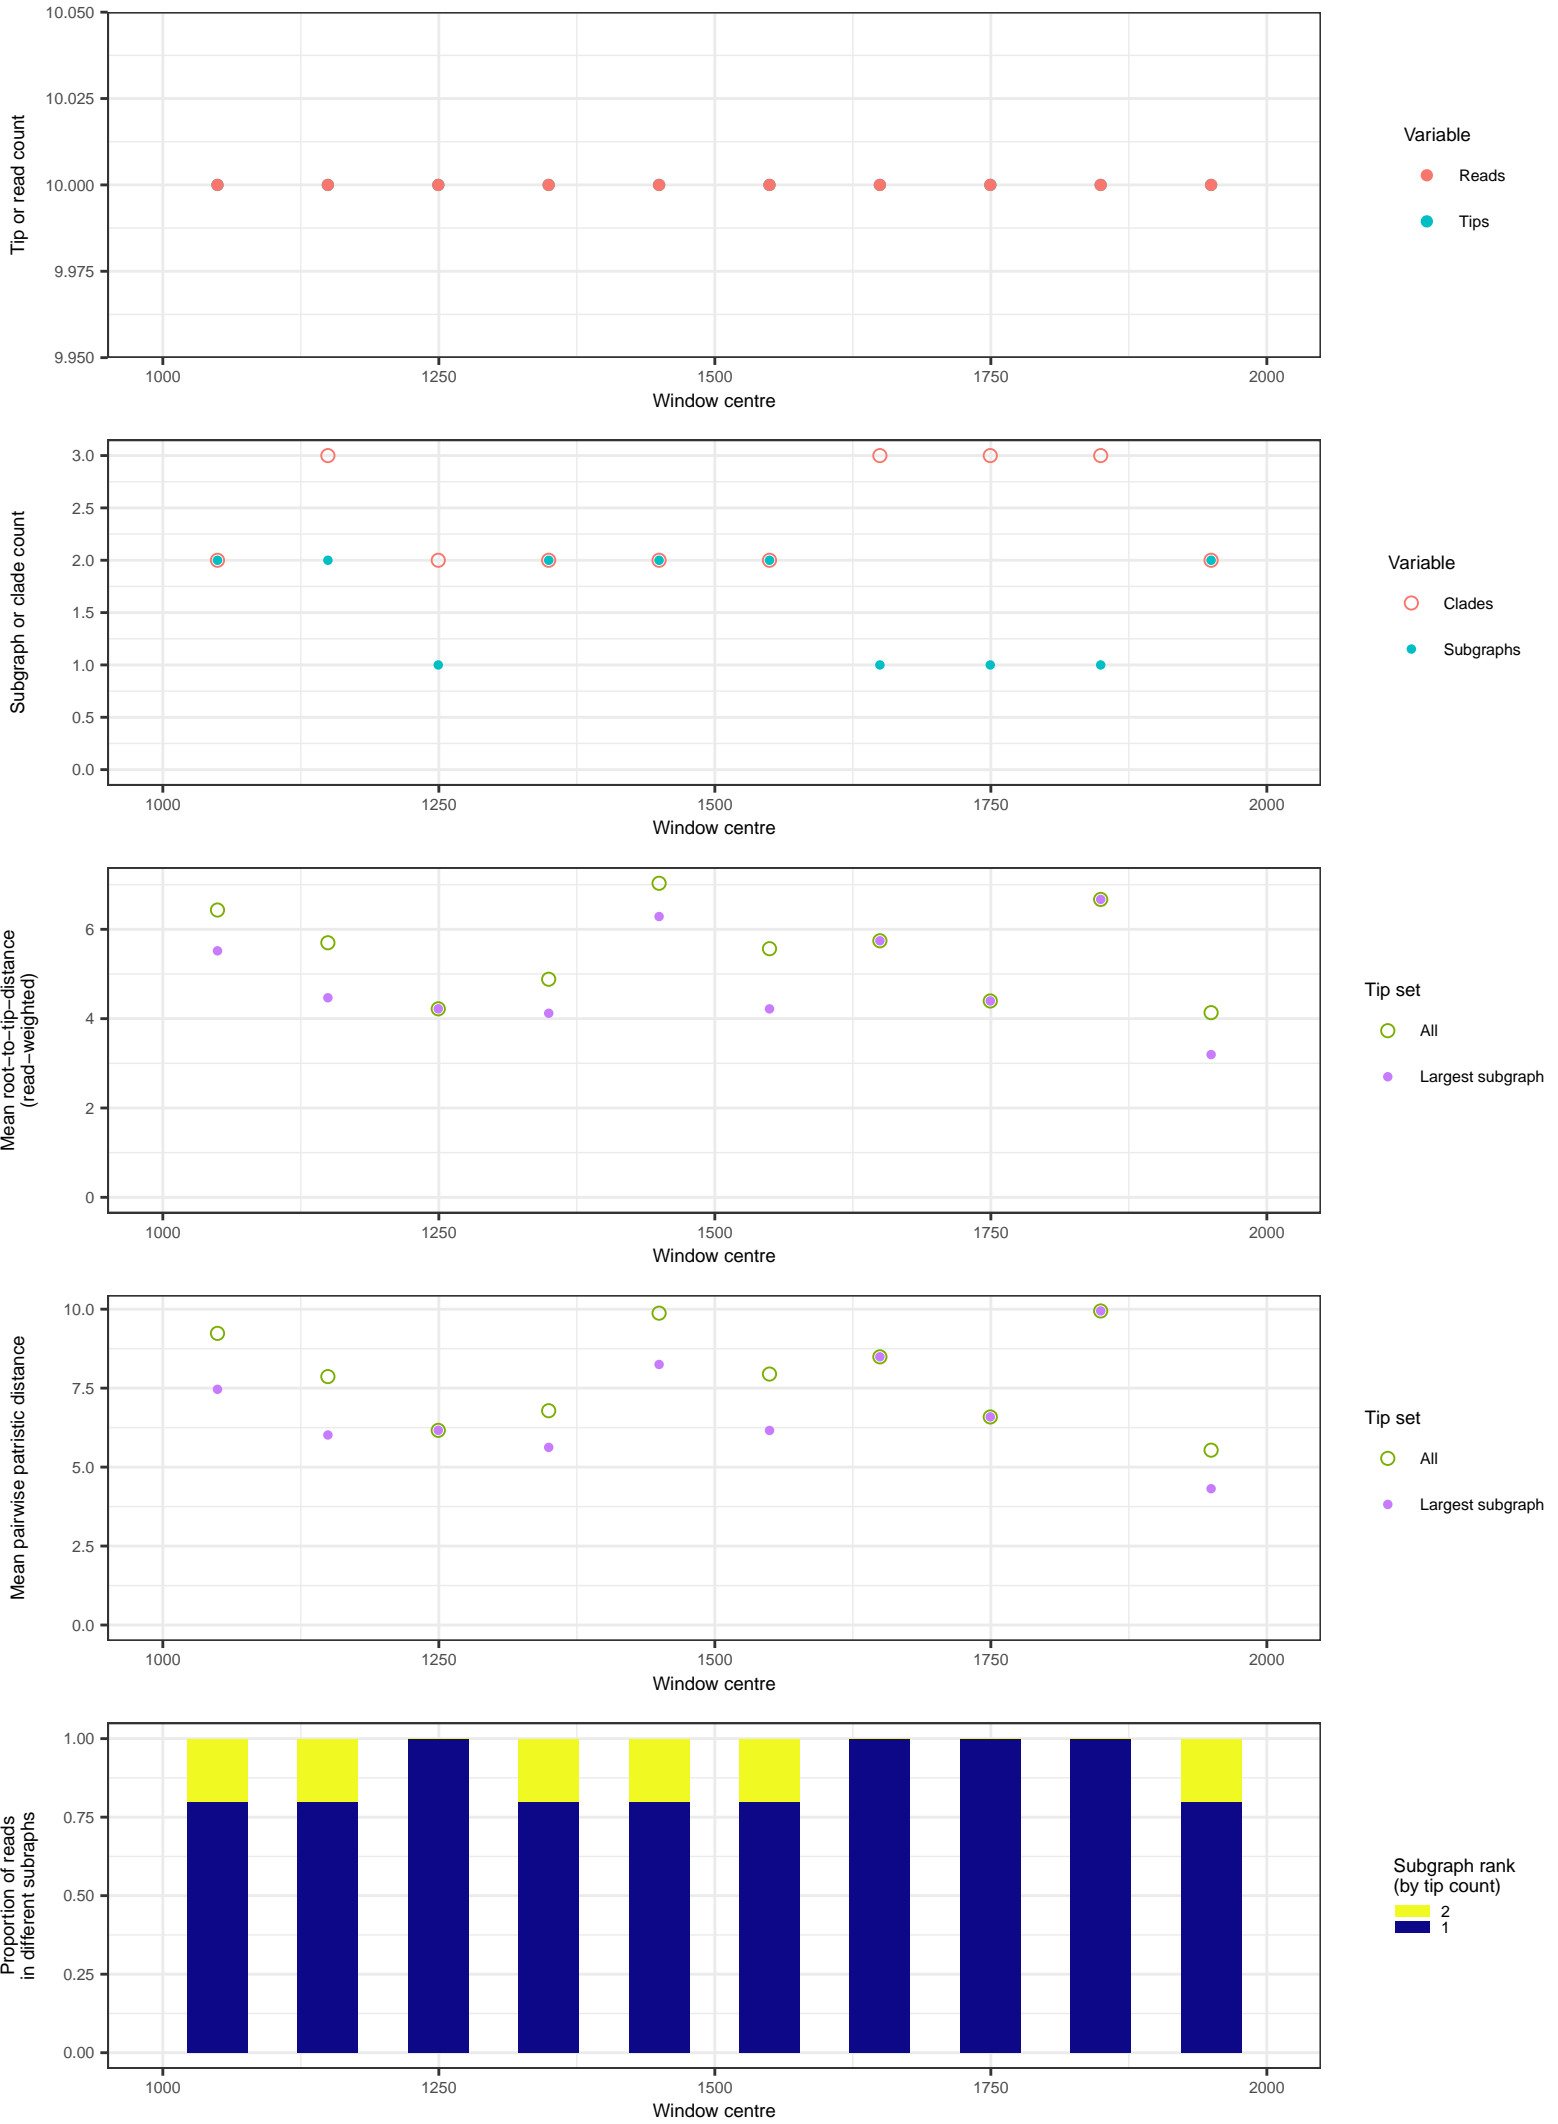 10.050
10.025
10.000
9.975
9.950
Tip or read count
1000 1250 1500 1750 2000
Window centre
Variable
Reads
Tips
3.0
2.5
2.0
1.5
1.0
0.5
0.0
Subgraph or clade count
1000 1250 1500 1750 2000
Window centre
Variable
Clades
Subgraphs
6
4
2
0
Mean root−to−tip−distance
(read−weighted)
1000 1250 1500 1750 2000
Window centre
Tip set
All
Largest subgraph
10.0
7.5
5.0
2.5
0.0
Mean pairwise patristic distance
1000 1250 1500 1750 2000
Window centre
Tip set
All
Largest subgraph
1.00
0.75
0.50
0.25
0.00
Proportion of reads
in different subraphs
1000 1250 1500 1750 2000
Window centre
Subgraph rank
(by tip count)
2
1